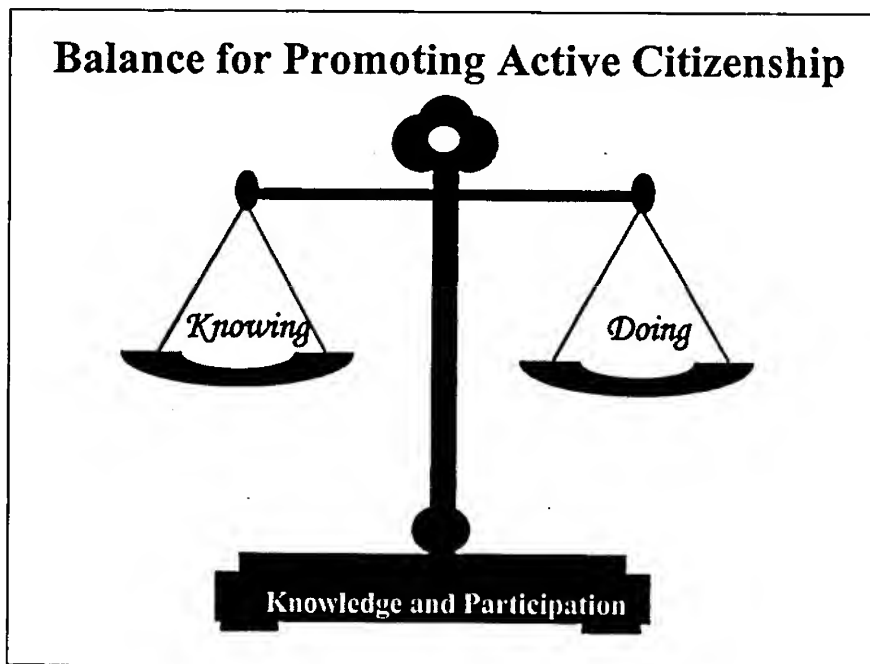 Balance for Promoting Active Citizenship
Knowing
Doing
Knowledge and Participation